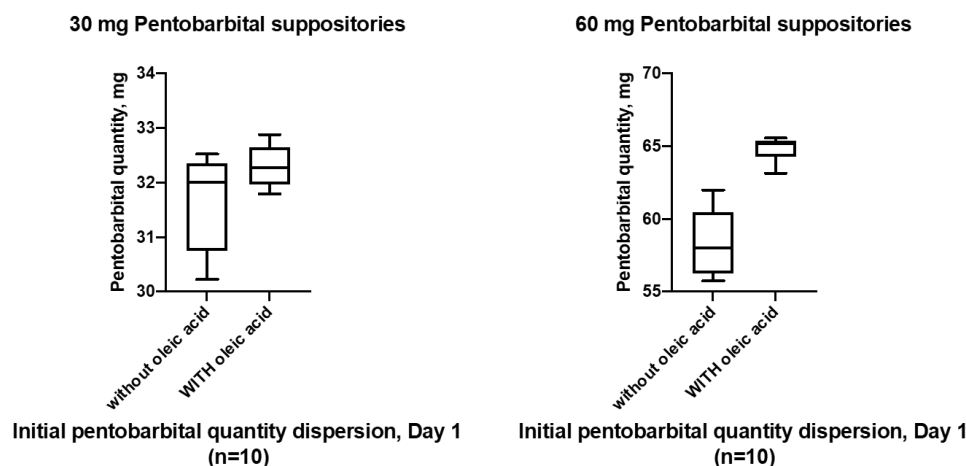 30 mg Pentobarbital suppositories
Pentobarbital quantity, mg
34
33
32
31
30
without oleic acid
WITH oleic acid
Initial pentobarbital quantity dispersion, Day 1
(n=10)
60 mg Pentobarbital suppositories
Pentobarbital quantity, mg
70
65
60
55
without oleic acid
WITH oleic acid
Initial pentobarbital quantity dispersion, Day 1
(n=10)